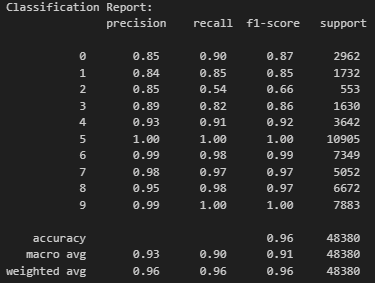 Classification Report:
precision recall f1-score support
0 0.85 0.90 0.87 2962
1 0.84 0.85 0.85 1732
2 0.85 0.54 0.66 553
3 0.89 0.82 0.86 1630
4 0.93 0.91 0.92 3642
5 1.00 1.00 1.00 10905
6 0.99 0.98 0.99 7349
7 0.98 0.97 0.97 5052
8 0.95 0.98 0.97 6672
9 0.99 1.00 1.00 7883
accuracy 0.96 48380
macro avg 0.93 0.90 0.91 48380
weighted avg 0.96 0.96 0.96 48380